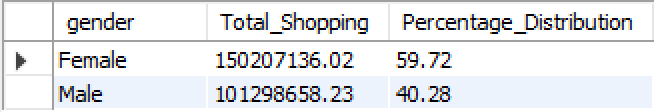 gender Total_Shopping Percentage_Distribution
Female 150207136.02 59.72
Male 101298658.23 40.28